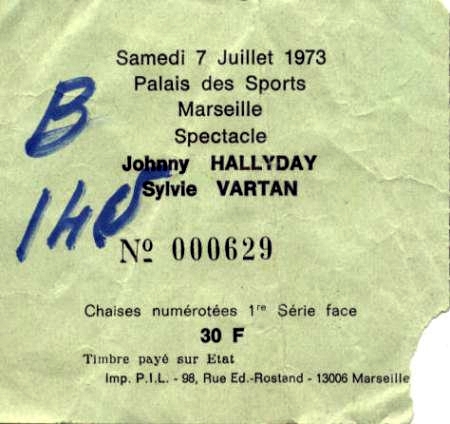 Samedi 7 Juillet 1973
Palais des Sports
Marseille
Spectacle
Johnny HALLYDAY
Sylvie VARTAN
B
148
Nº 000629
Chaises numérotées 1re Série face
30 F
Timbre payé sur Etat
Imp. P.I.L. - 98, Rue Ed.-Rostand - 13006 Marseille